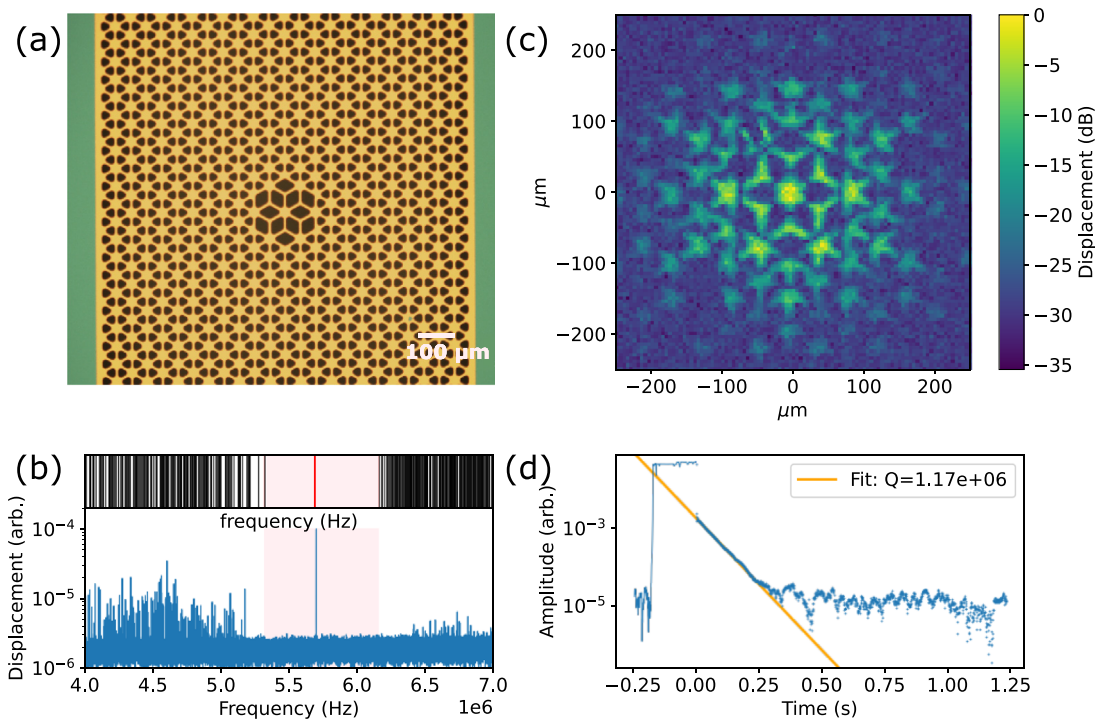 (a)
100 μm
(b)
Displacement (arb.)
frequency (Hz)
10⁻⁴
10⁻⁵
10⁻⁶
4.0 4.5 5.0 5.5 6.0 6.5 7.0
Frequency (Hz)
1e6
(c)
μm
200
100
0
−100
−200
−200 −100 0 100 200
μm
0
−5
−10
−15
−20
−25
−30
−35
Displacement (dB)
(d)
Amplitude (arb.)
10⁻³
10⁻⁵
Fit: Q=1.17e+06
−0.25 0.00 0.25 0.50 0.75 1.00 1.25
Time (s)